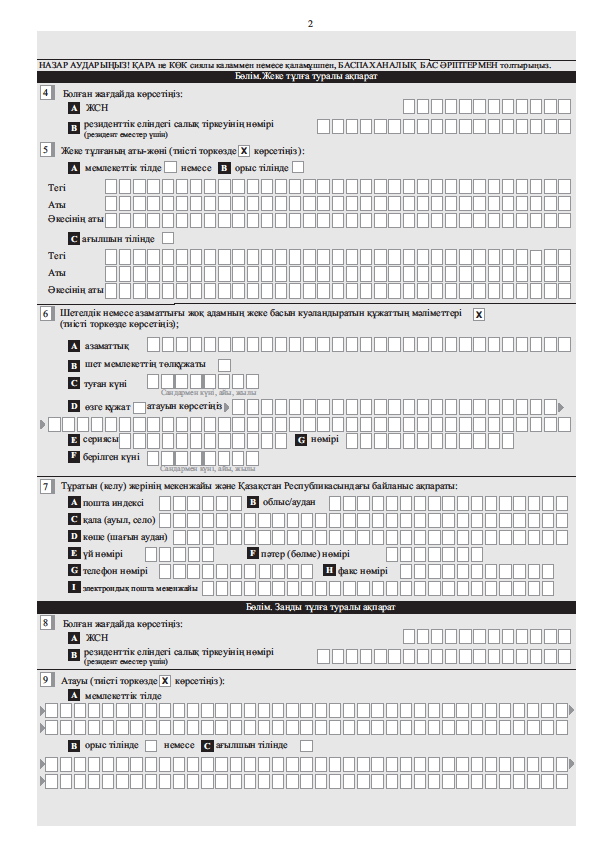 2
НАЗАР АУДАРЫҢЫЗ! ҚАРА не КӨК сиялы қаламмен немесе қаламұшпен, БАСПАХАНАЛЫҚ БАС ӘРІПТЕРМЕН толтырыңыз.
Бөлім.Жеке тұлға туралы ақпарат
4 Болған жағдайда көрсетіңіз:
A ЖСН
B резиденттік еліндегі салық тіркеуінің нөмірі
(резидент еместер үшін)
5 Жеке тұлғаның аты-жөні (тиісті торкөзде X көрсетіңіз):
A мемлекеттік тілде немесе B орыс тілінде
Тегі
Аты
Әкесінің аты
C ағылшын тілінде
Тегі
Аты
Әкесінің аты
6 Шетелдік немесе азаматтығы жоқ адамның жеке басын куәландыратын құжаттың мәліметтері X
(тиісті торкөзде көрсетіңіз);
A азаматтық
B шет мемлекеттің төлқұжаты
C туған күні
Сандармен күні, айы, жылы
D өзге құжат атауын көрсетіңіз
E сериясы G нөмірі
F берілген күні
Сандармен күні, айы, жылы
7 Тұратын (келу) жерінің мекенжайы және Қазақстан Республикасындағы байланыс ақпараты:
A пошта индексі B облыс/аудан
C қала (ауыл, село)
D көше (шағын аудан)
E үй нөмірі F пәтер (бөлме) нөмірі
G телефон нөмірі H факс нөмірі
I электрондық пошта мекенжайы
Бөлім. Заңды тұлға туралы ақпарат
8 Болған жағдайда көрсетіңіз:
A ЖСН
B резиденттік еліндегі салық тіркеуінің нөмірі
(резидент еместер үшін)
9 Атауы (тиісті торкөзде X көрсетіңіз):
A мемлекеттік тілде
B орыс тілінде немесе C ағылшын тілінде